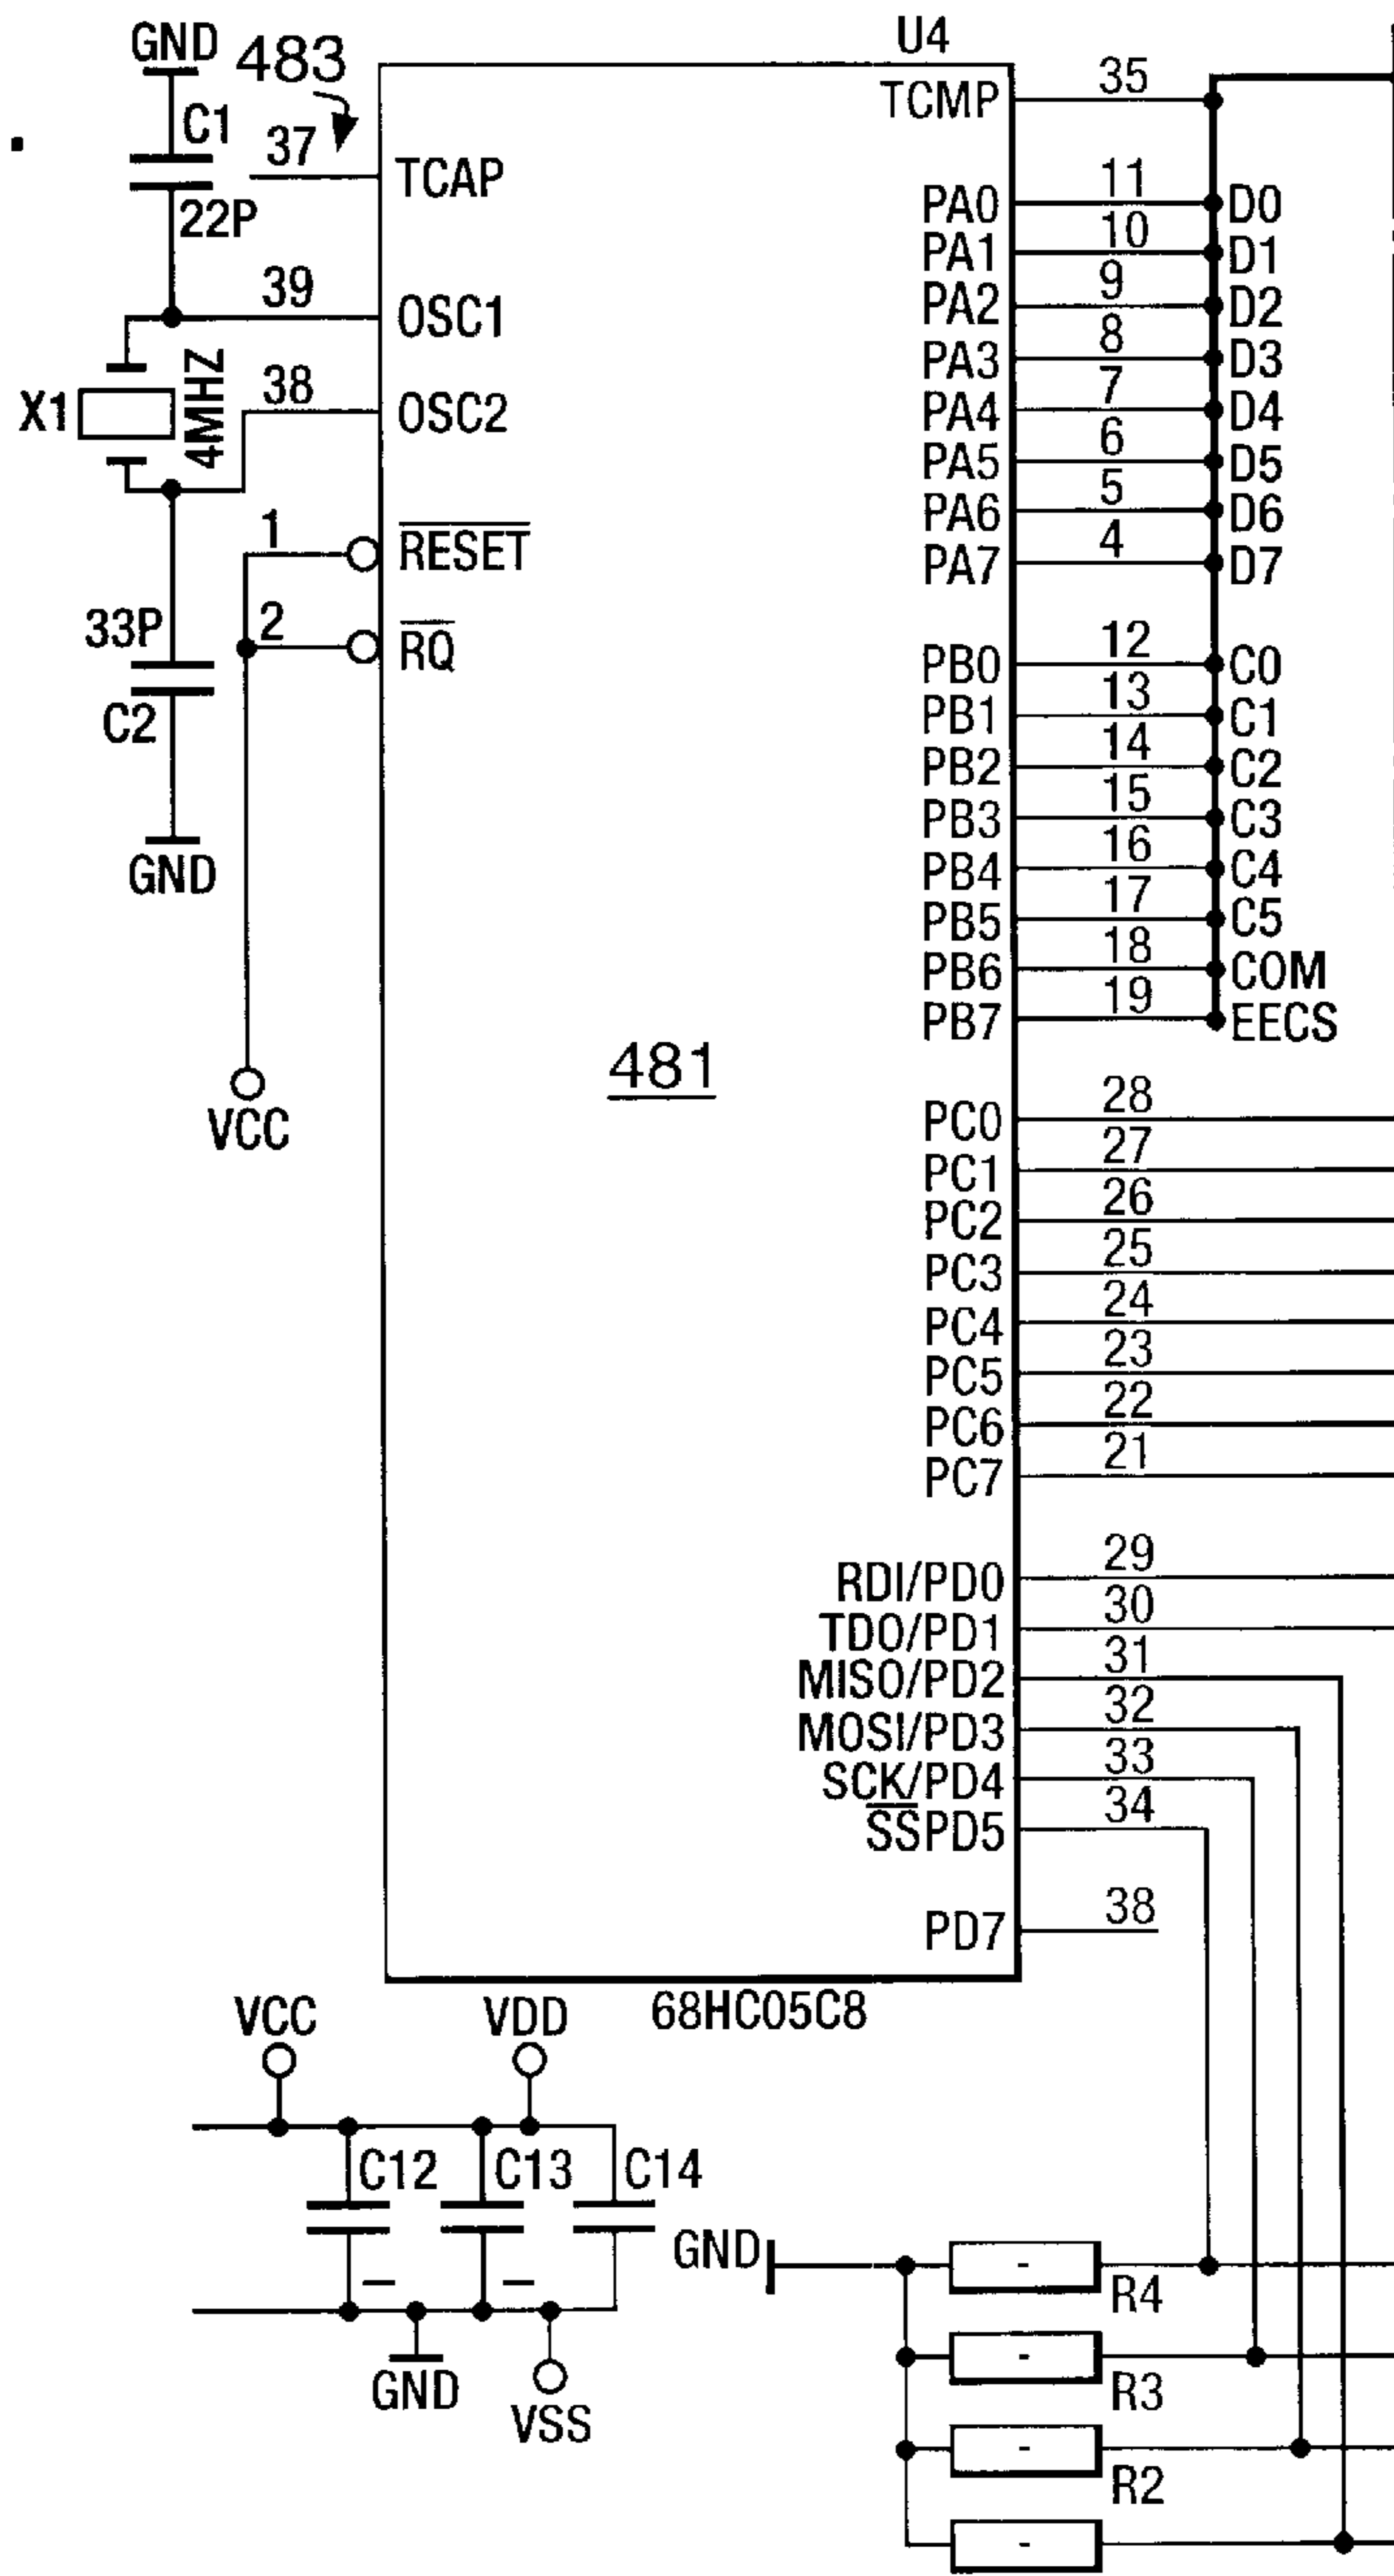 GND
483
U4
C1
37
TCAP
TCMP
35
22P
39
OSC1
X1
4MHZ
38
OSC2
1
RESET
2
RQ
33P
C2
GND
VCC
481
PA0
11
D0
PA1
10
D1
PA2
9
D2
PA3
8
D3
PA4
7
D4
PA5
6
D5
PA6
5
D6
PA7
4
D7
PB0
12
C0
PB1
13
C1
PB2
14
C2
PB3
15
C3
PB4
16
C4
PB5
17
C5
PB6
18
COM
PB7
19
EECS
PC0
28
PC1
27
PC2
26
PC3
25
PC4
24
PC5
23
PC6
22
PC7
21
RDI/PD0
29
TDO/PD1
30
MISO/PD2
31
MOSI/PD3
32
SCK/PD4
33
SSPD5
34
PD7
38
68HC05C8
VCC
VDD
C12
C13
C14
GND
VSS
GND
R4
R3
R2